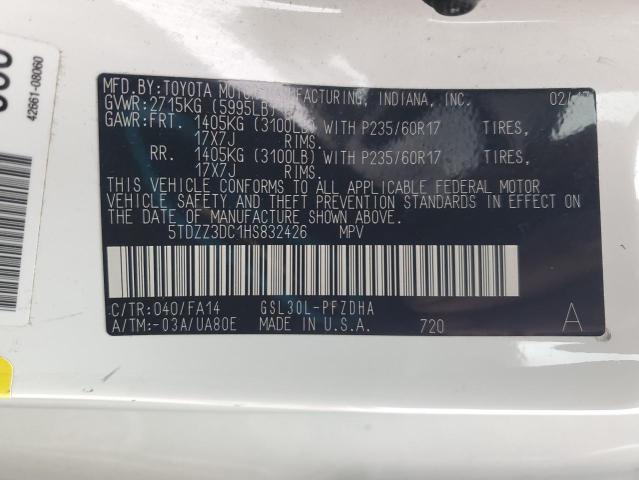 42661-08060
MFD.BY:TOYOTA MOTOR MANUFACTURING, INDIANA, INC. 02/
GVWR:2715KG (5995LB)
GAWR:FRT. 1405KG (3100LB) WITH P235/60R17 TIRES,
17X7J RIMS.
RR. 1405KG (3100LB) WITH P235/60R17 TIRES,
17X7J RIMS.
THIS VEHICLE CONFORMS TO ALL APPLICABLE FEDERAL MOTOR
VEHICLE SAFETY AND THEFT PREVENTION STANDARDS IN EFFECT ON
THE DATE OF MANUFACTURE SHOWN ABOVE.
5TDZZ3DC1HS832426 MPV
C/TR:040/FA14 GSL30L-PFZDHA
A/TM:-03A/UA80E MADE IN U.S.A. 720 A